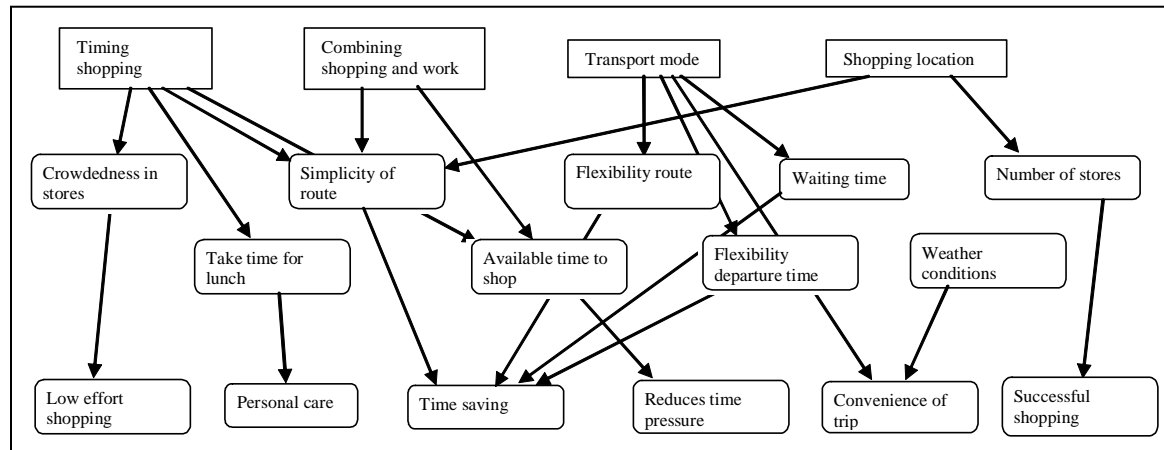 Timing
shopping
Combining
shopping and work
Transport mode
Shopping location
Crowdedness in
stores
Simplicity of
route
Flexibility route
Waiting time
Number of stores
Take time for
lunch
Available time to
shop
Flexibility
departure time
Weather
conditions
Low effort
shopping
Personal care
Time saving
Reduces time
pressure
Convenience of
trip
Successful
shopping